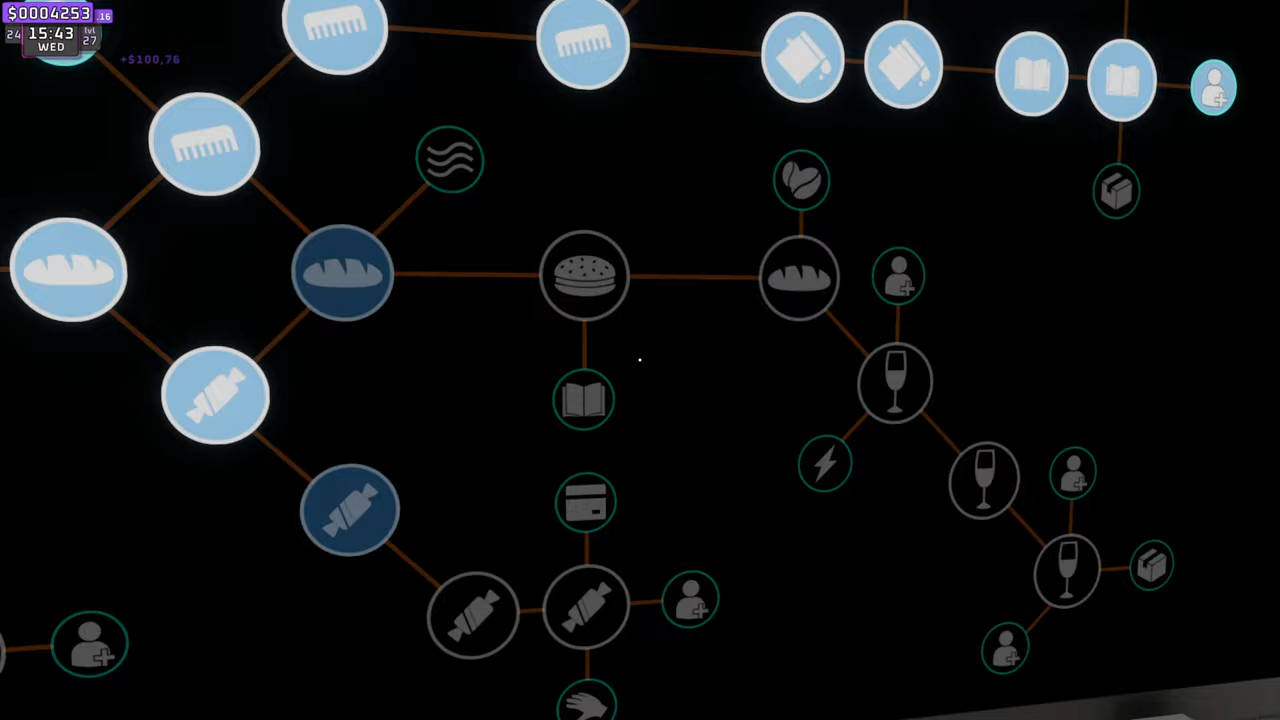 $0004253 .16
24 15:43 lvl
WED 27
+$100,76